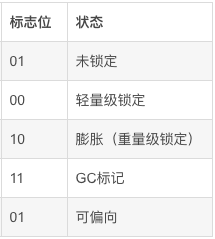 标志位 状态
01 未锁定
00 轻量级锁定
10 膨胀（重量级锁定）
11 GC标记
01 可偏向